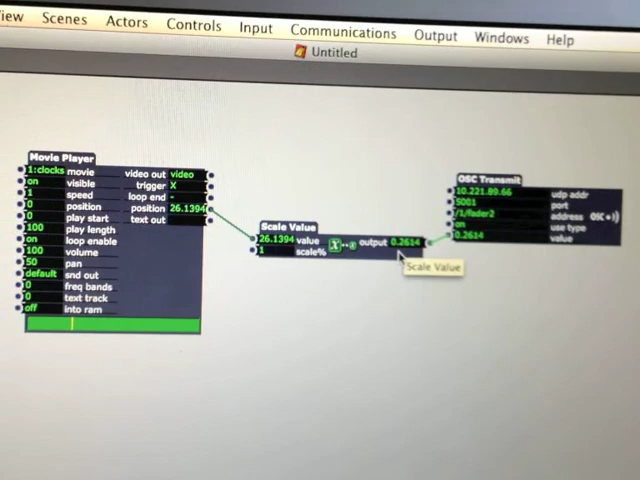 View Scenes Actors Controls Input Communications Output Windows Help
Untitled
Movie Player
1:clocks movie video out video
on visible trigger X
1 speed loop end -
0 position position 26.1394
0 play start text out
100 play length
on loop enable
100 volume
50 pan
default snd out
0 freq bands
0 text track
off into ram
Scale Value
26.1394 value output 0.2614
1 scale%
Scale Value
OSC Transmit
10.221.89.66 udp addr
5001 port
/1/fader2 address
on use type
0.2614 value